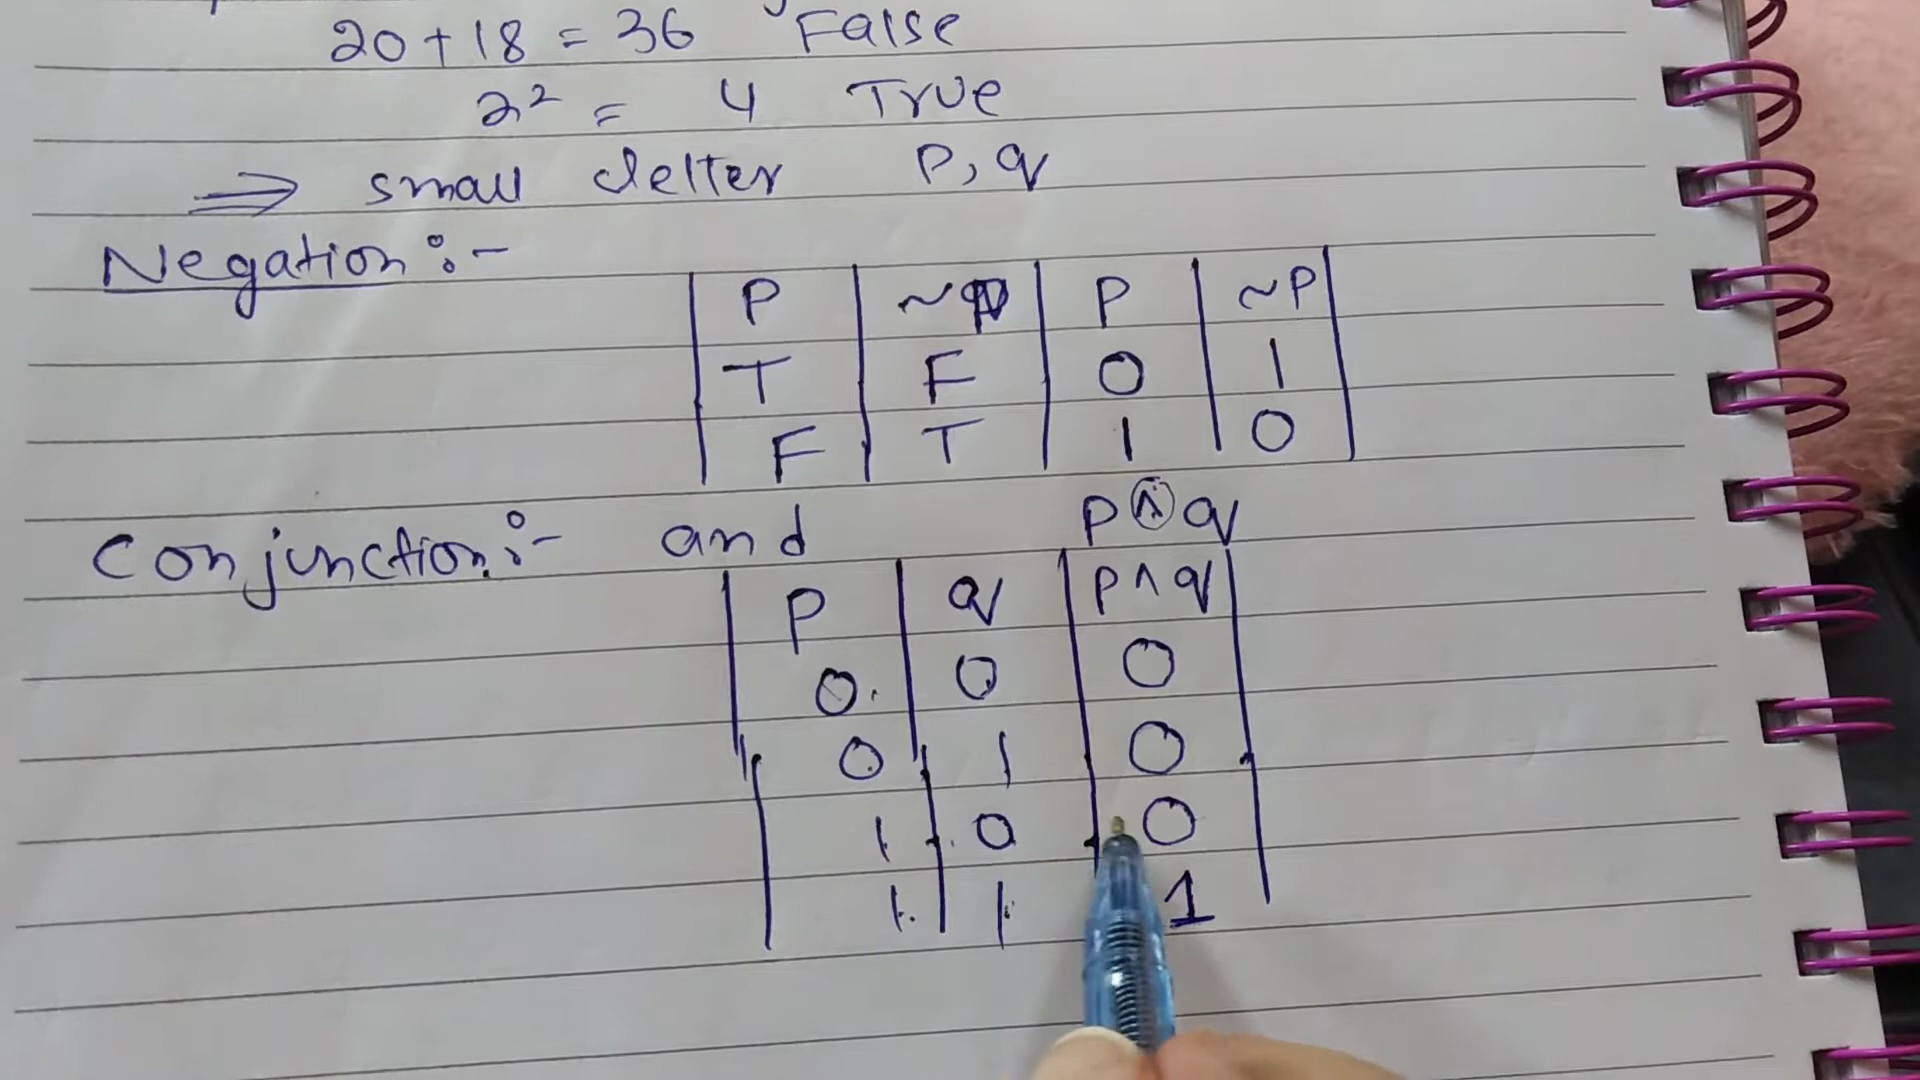 20 + 18 = 36 False
2² = 4 True
⇒ small letter P, q
Negation :-
P ~P P ~P
T F 0 1
F T 1 0
Conjunction :- and p ∧ q
P q p ∧ q
0 0 0
0 1 0
1 0 0
1 1 1